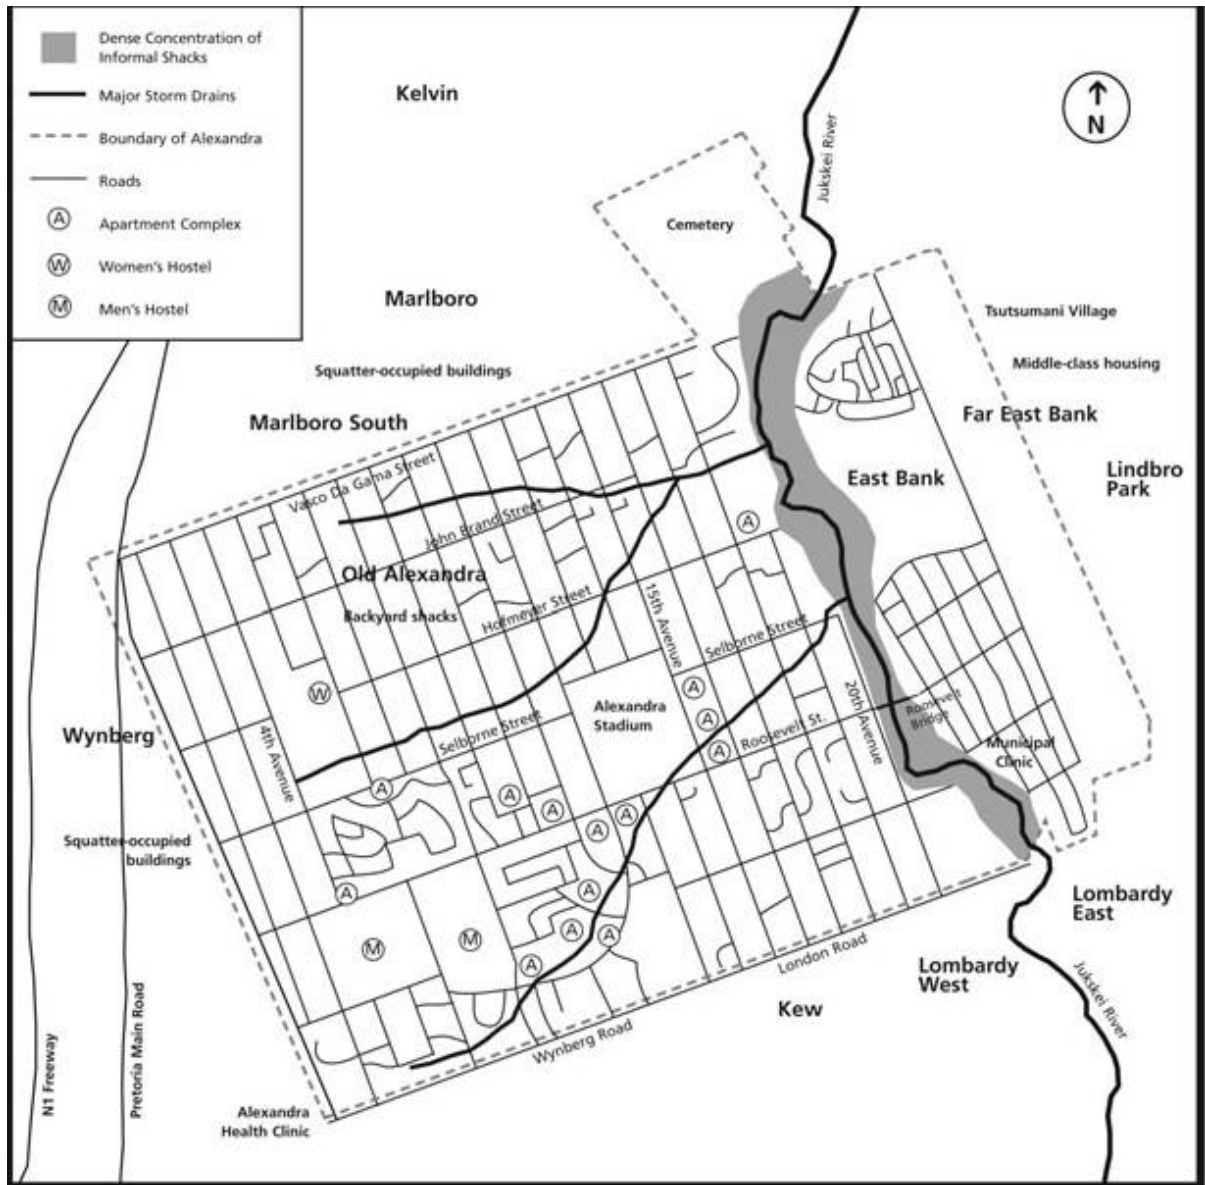 Dense Concentration of
Informal Shacks
Major Storm Drains
Boundary of Alexandra
Roads
A
Apartment Complex
W
Women's Hostel
M
Men's Hostel
Kelvin
N
Jukskei River
Cemetery
Marlboro
Tsutsumani Village
Squatter-occupied buildings
Middle-class housing
Marlboro South
Far East Bank
Vasco Da Gama Street
East Bank
Lindbro
Park
John Brand Street
A
Old Alexandra
Backyard shacks
Hofmeyer Street
15th Avenue
Selborne Street
W
A
20th Avenue
Alexandra
Stadium
A
Roosevelt
Bridge
Wynberg
4th Avenue
Selborne Street
A
Roosevelt St.
Municipal
Clinic
A
A
A
A
A
Squatter-occupied
buildings
A
A
Lombardy
East
M
M
A
A
A
London Road
Lombardy
West
Jukskei River
Kew
Wynberg Road
N1 Freeway
Pretoria Main Road
Alexandra
Health Clinic